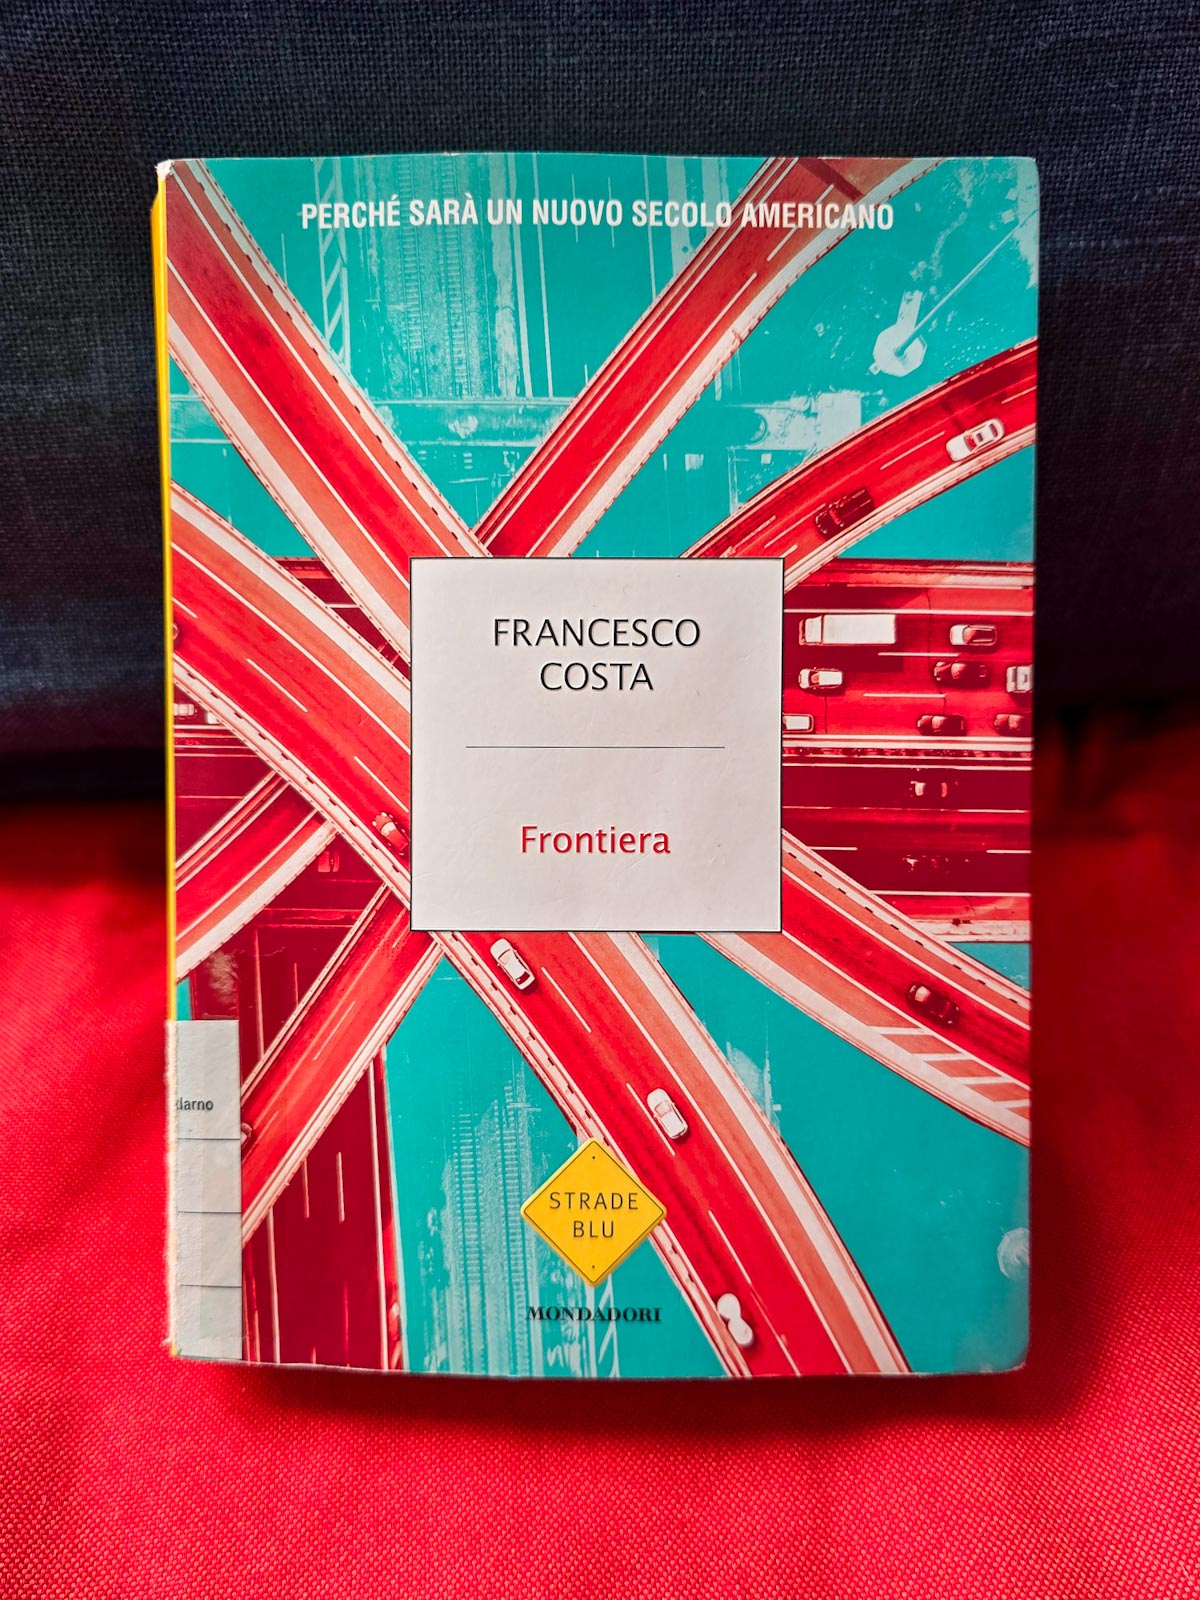 PERCHÉ SARÀ UN NUOVO SECOLO AMERICANO
FRANCESCO
COSTA
Frontiera
STRADE
BLU
MONDADORI